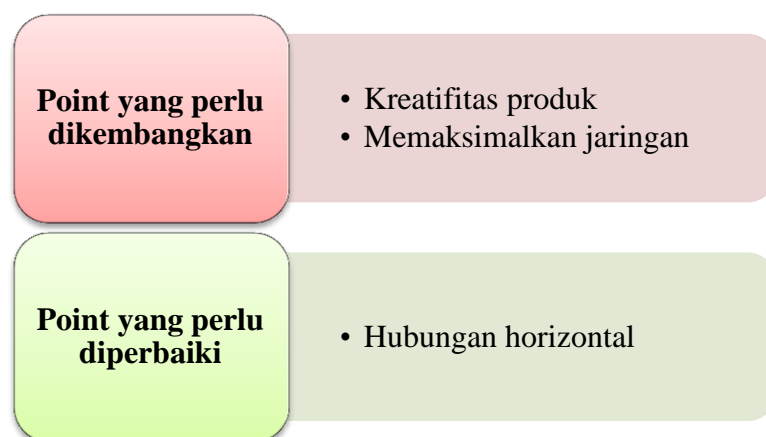 Point yang perlu
dikembangkan
• Kreatifitas produk
• Memaksimalkan jaringan
Point yang perlu
diperbaiki
• Hubungan horizontal